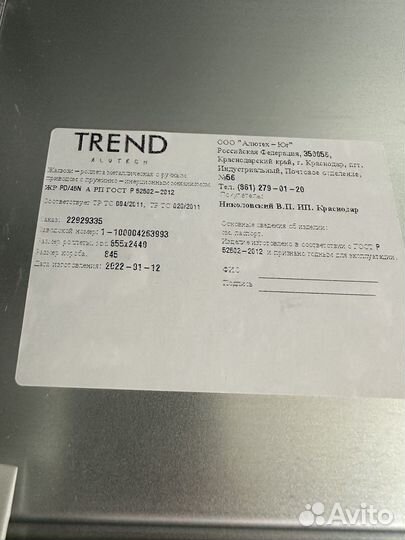 TREND
ALUTECH
Жалюзи-роллета металлическая с ручным
приводом с пружинно-инерционным механизмом
ЖР PD/45N А РП ГОСТ Р 52502-2012
Соответствует ТР ТС 004/2011, ТР ТС 020/2011
Заказ: 22929335
Заводской номер: 1-100004253993
Размер роллеты, вxh: 855x2440
Размер короба: 845
Дата изготовления: 2022-01-12
ООО "Алютех-Юг"
Российская Федерация, 350056,
Краснодарский край, г. Краснодар, пгт.
Индустриальный, Почтовое отделение,
№56
Тел. (861) 279-01-20
Покупатель:
Николовский В.П. ИП. Краснодар
Основные сведения об изделии:
см. паспорт.
Изделие изготовлено в соответствии с ГОСТ Р
52502-2012 и признано годным для эксплуатации.
ФИО
Подпись
Avito